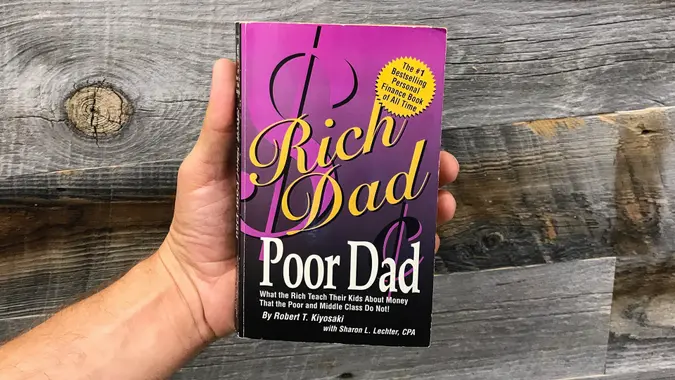 The #1
Bestselling
Personal
Finance Book
of All Time
Rich
Dad
Poor Dad
What the Rich Teach Their Kids About Money
That the Poor and Middle Class Do Not!
By Robert T. Kiyosaki
with Sharon L. Lechter, CPA